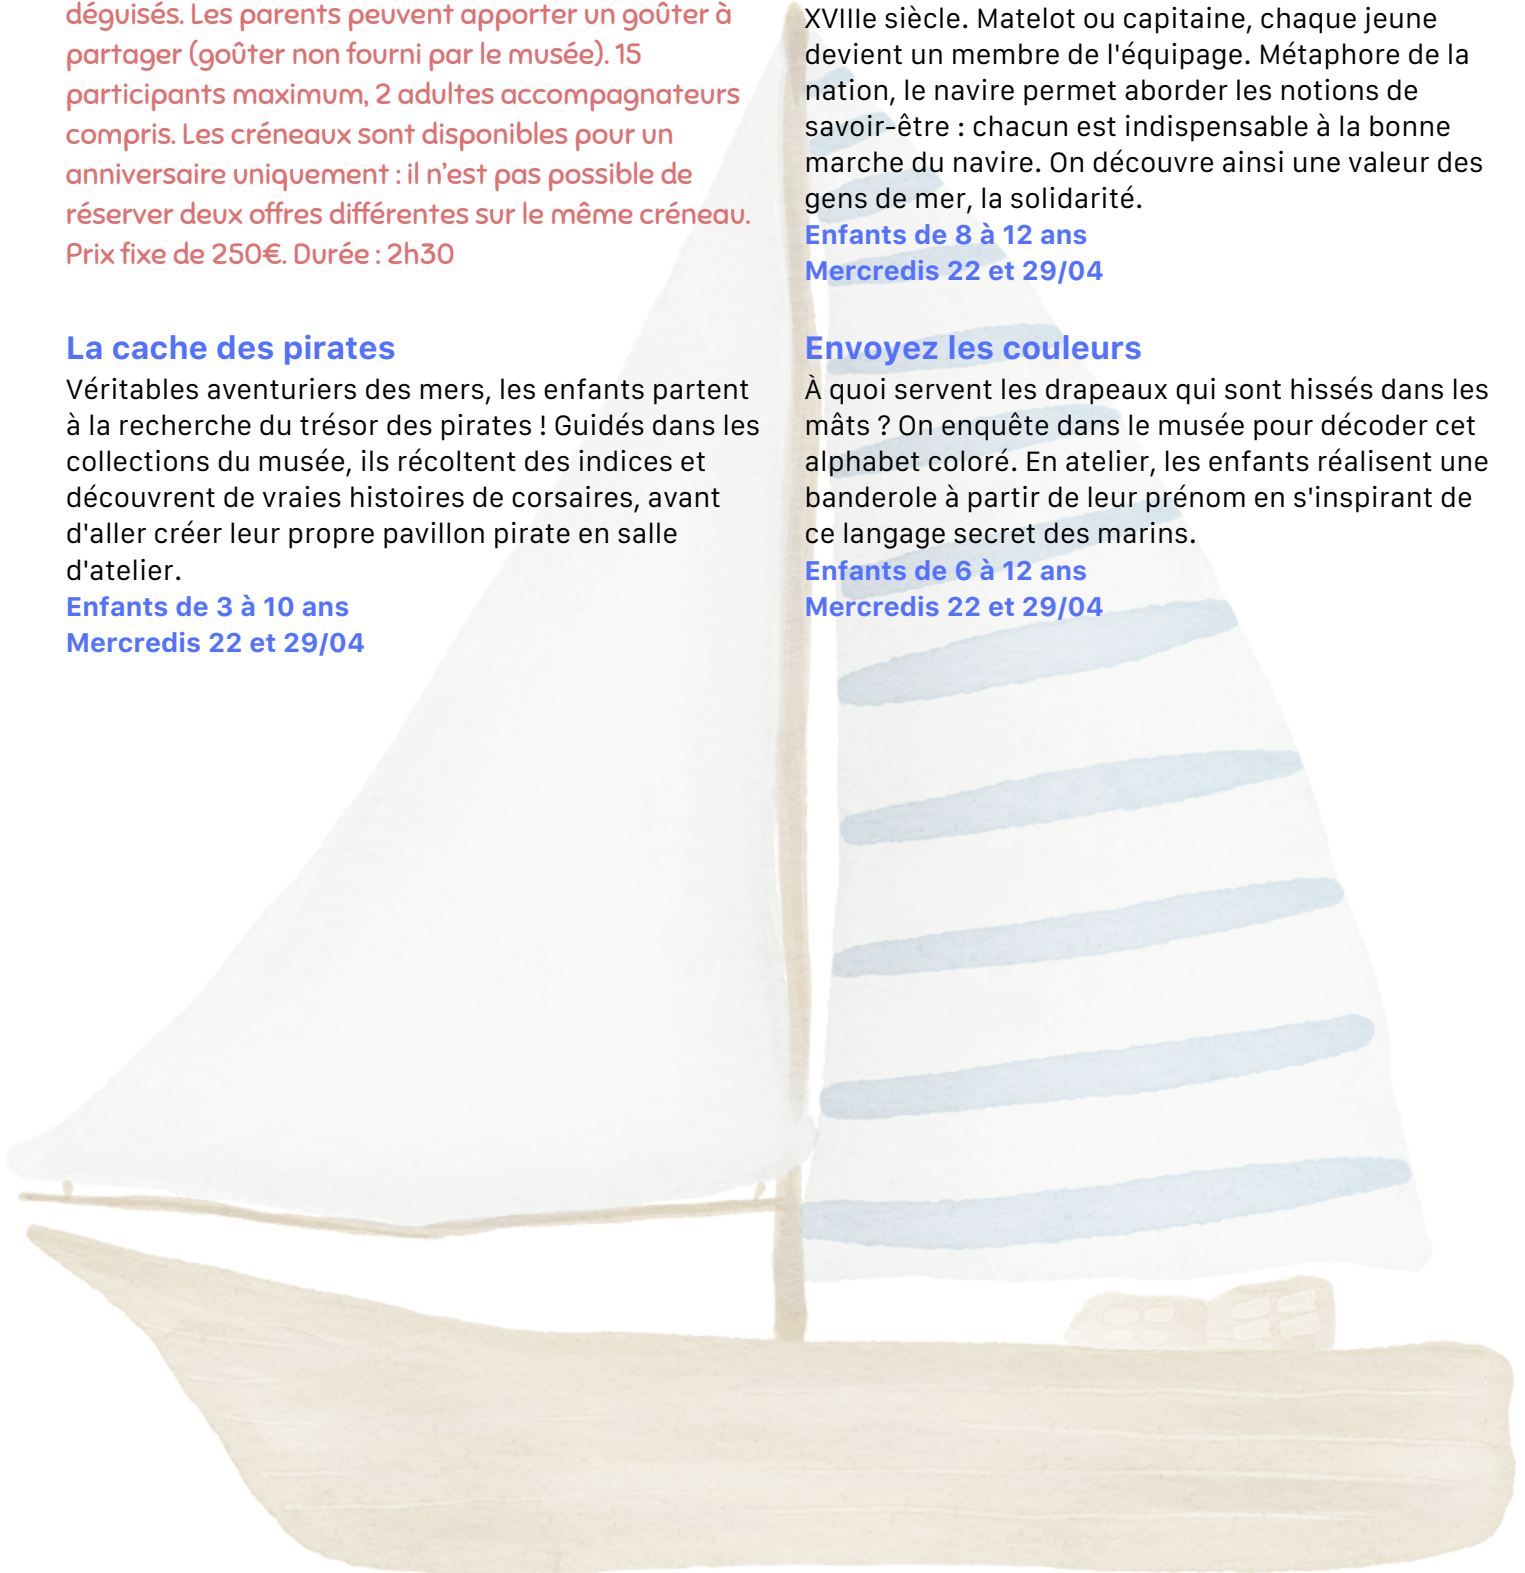 déguisés. Les parents peuvent apporter un goûter à
partager (goûter non fourni par le musée). 15
participants maximum, 2 adultes accompagnateurs
compris. Les créneaux sont disponibles pour un
anniversaire uniquement : il n'est pas possible de
réserver deux offres différentes sur le même créneau.
Prix fixe de 250€. Durée : 2h30
La cache des pirates
Véritables aventuriers des mers, les enfants partent
à la recherche du trésor des pirates ! Guidés dans les
collections du musée, ils récoltent des indices et
découvrent de vraies histoires de corsaires, avant
d'aller créer leur propre pavillon pirate en salle
d'atelier.
Enfants de 3 à 10 ans
Mercredis 22 et 29/04
XVIIIe siècle. Matelot ou capitaine, chaque jeune
devient un membre de l'équipage. Métaphore de la
nation, le navire permet aborder les notions de
savoir-être : chacun est indispensable à la bonne
marche du navire. On découvre ainsi une valeur des
gens de mer, la solidarité.
Enfants de 8 à 12 ans
Mercredis 22 et 29/04
Envoyez les couleurs
À quoi servent les drapeaux qui sont hissés dans les
mâts ? On enquête dans le musée pour décoder cet
alphabet coloré. En atelier, les enfants réalisent une
banderole à partir de leur prénom en s'inspirant de
ce langage secret des marins.
Enfants de 6 à 12 ans
Mercredis 22 et 29/04